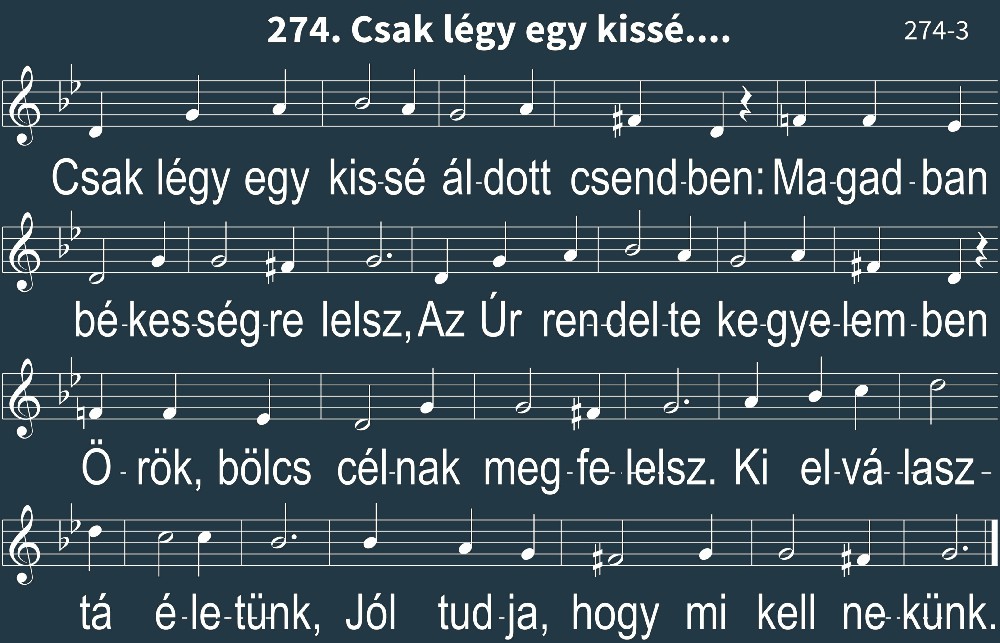 274. Csak légy egy kissé....
274-3
Csak légy egy kis-sé ál-dott csend-ben: Ma-gad-ban
bé-kes-ség-re lelsz, Az Úr ren-del-te ke-gye-lem-ben
Ö-rök, bölcs cél-nak meg-fe-lelsz. Ki el-vá-lasz-
tá é-le-tünk, Jól tud-ja, hogy mi kell ne-künk.